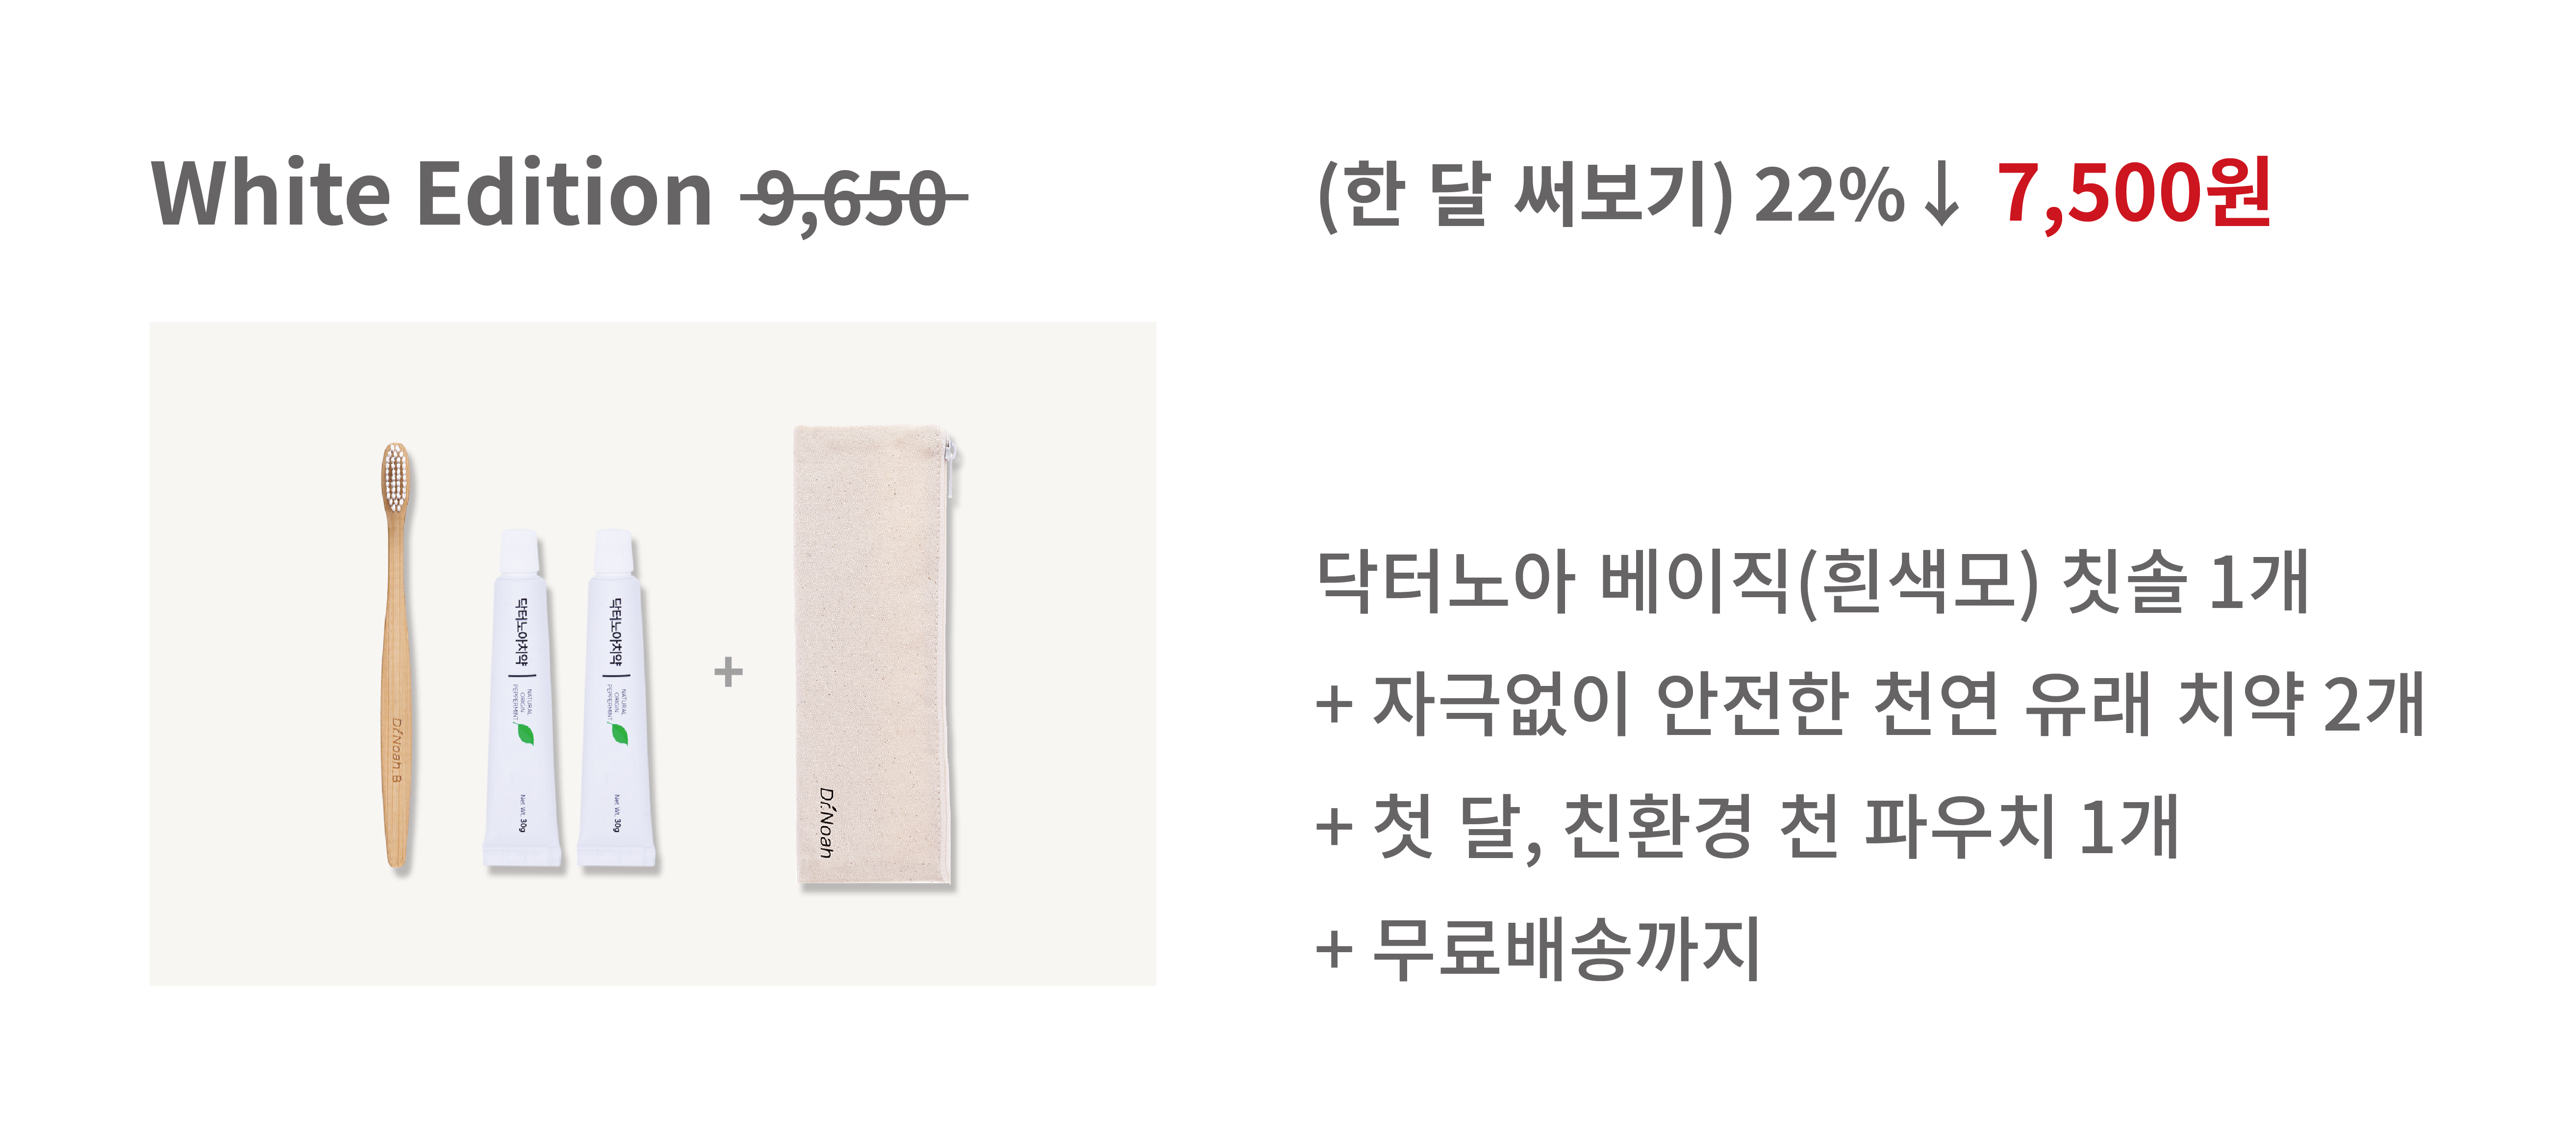 White Edition 9,650
(한 달 써보기) 22%↓ 7,500원
Dr.Noah.B
닥터노아치약
NATURAL
ORIGIN
PEPPERMINT
Net Wt. 30g
닥터노아치약
NATURAL
ORIGIN
PEPPERMINT
Net Wt. 30g
+
Dr.Noah
닥터노아 베이직(흰색모) 칫솔 1개
+ 자극없이 안전한 천연 유래 치약 2개
+ 첫 달, 친환경 천 파우치 1개
+ 무료배송까지